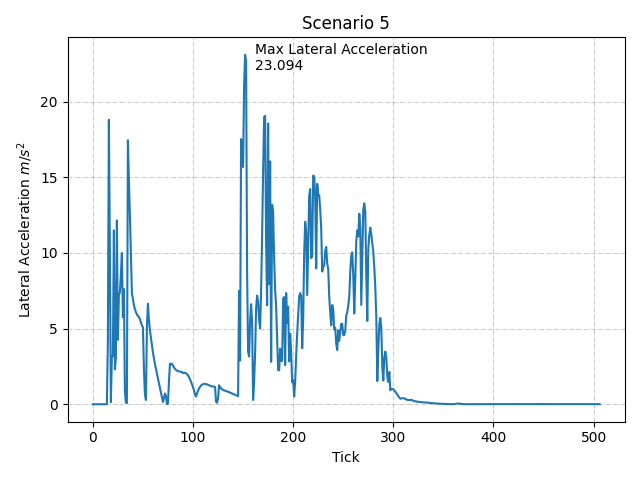 Scenario 5
Max Lateral Acceleration
23.094
Lateral Acceleration m/s²
20
15
10
5
0
0 100 200 300 400 500
Tick